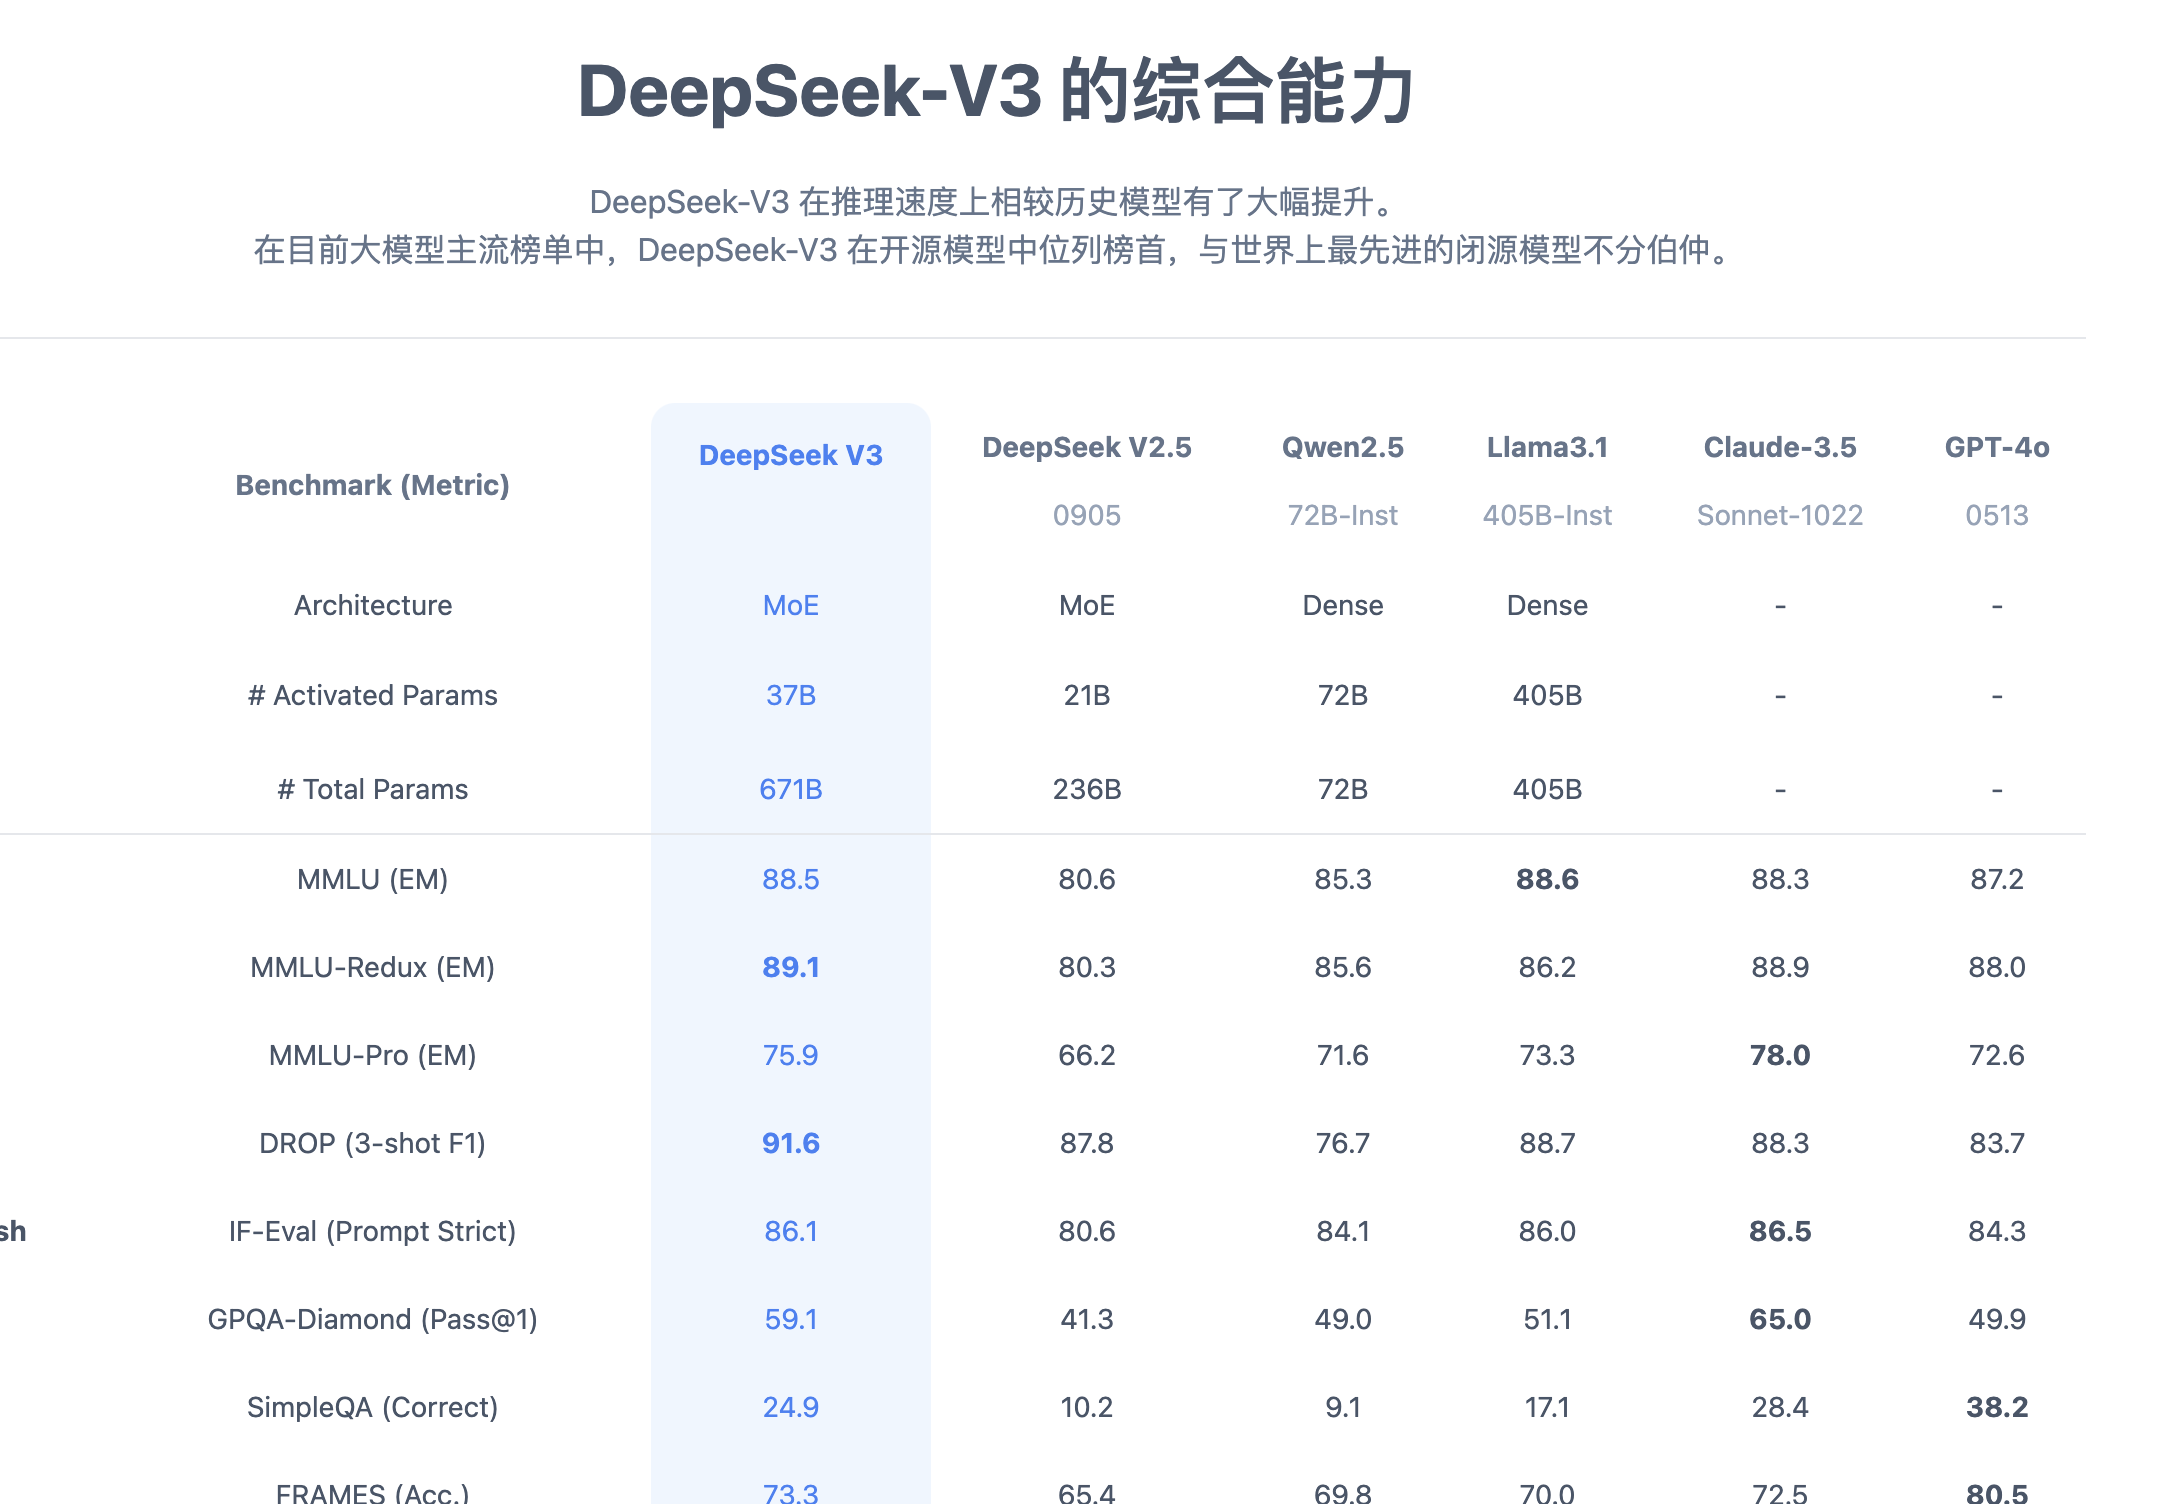 DeepSeek-V3 的综合能力
DeepSeek-V3 在推理速度上相较历史模型有了大幅提升。
在目前大模型主流榜单中，DeepSeek-V3 在开源模型中位列榜首，与世界上最先进的闭源模型不分伯仲。
Benchmark (Metric) DeepSeek V3 DeepSeek V2.5 Qwen2.5 Llama3.1 Claude-3.5 GPT-4o
0905 72B-Inst 405B-Inst Sonnet-1022 0513
Architecture MoE MoE Dense Dense - -
# Activated Params 37B 21B 72B 405B - -
# Total Params 671B 236B 72B 405B - -
MMLU (EM) 88.5 80.6 85.3 88.6 88.3 87.2
MMLU-Redux (EM) 89.1 80.3 85.6 86.2 88.9 88.0
MMLU-Pro (EM) 75.9 66.2 71.6 73.3 78.0 72.6
DROP (3-shot F1) 91.6 87.8 76.7 88.7 88.3 83.7
sh IF-Eval (Prompt Strict) 86.1 80.6 84.1 86.0 86.5 84.3
GPQA-Diamond (Pass@1) 59.1 41.3 49.0 51.1 65.0 49.9
SimpleQA (Correct) 24.9 10.2 9.1 17.1 28.4 38.2
FRAMES (Acc.) 73.3 65.4 69.8 70.0 72.5 80.5